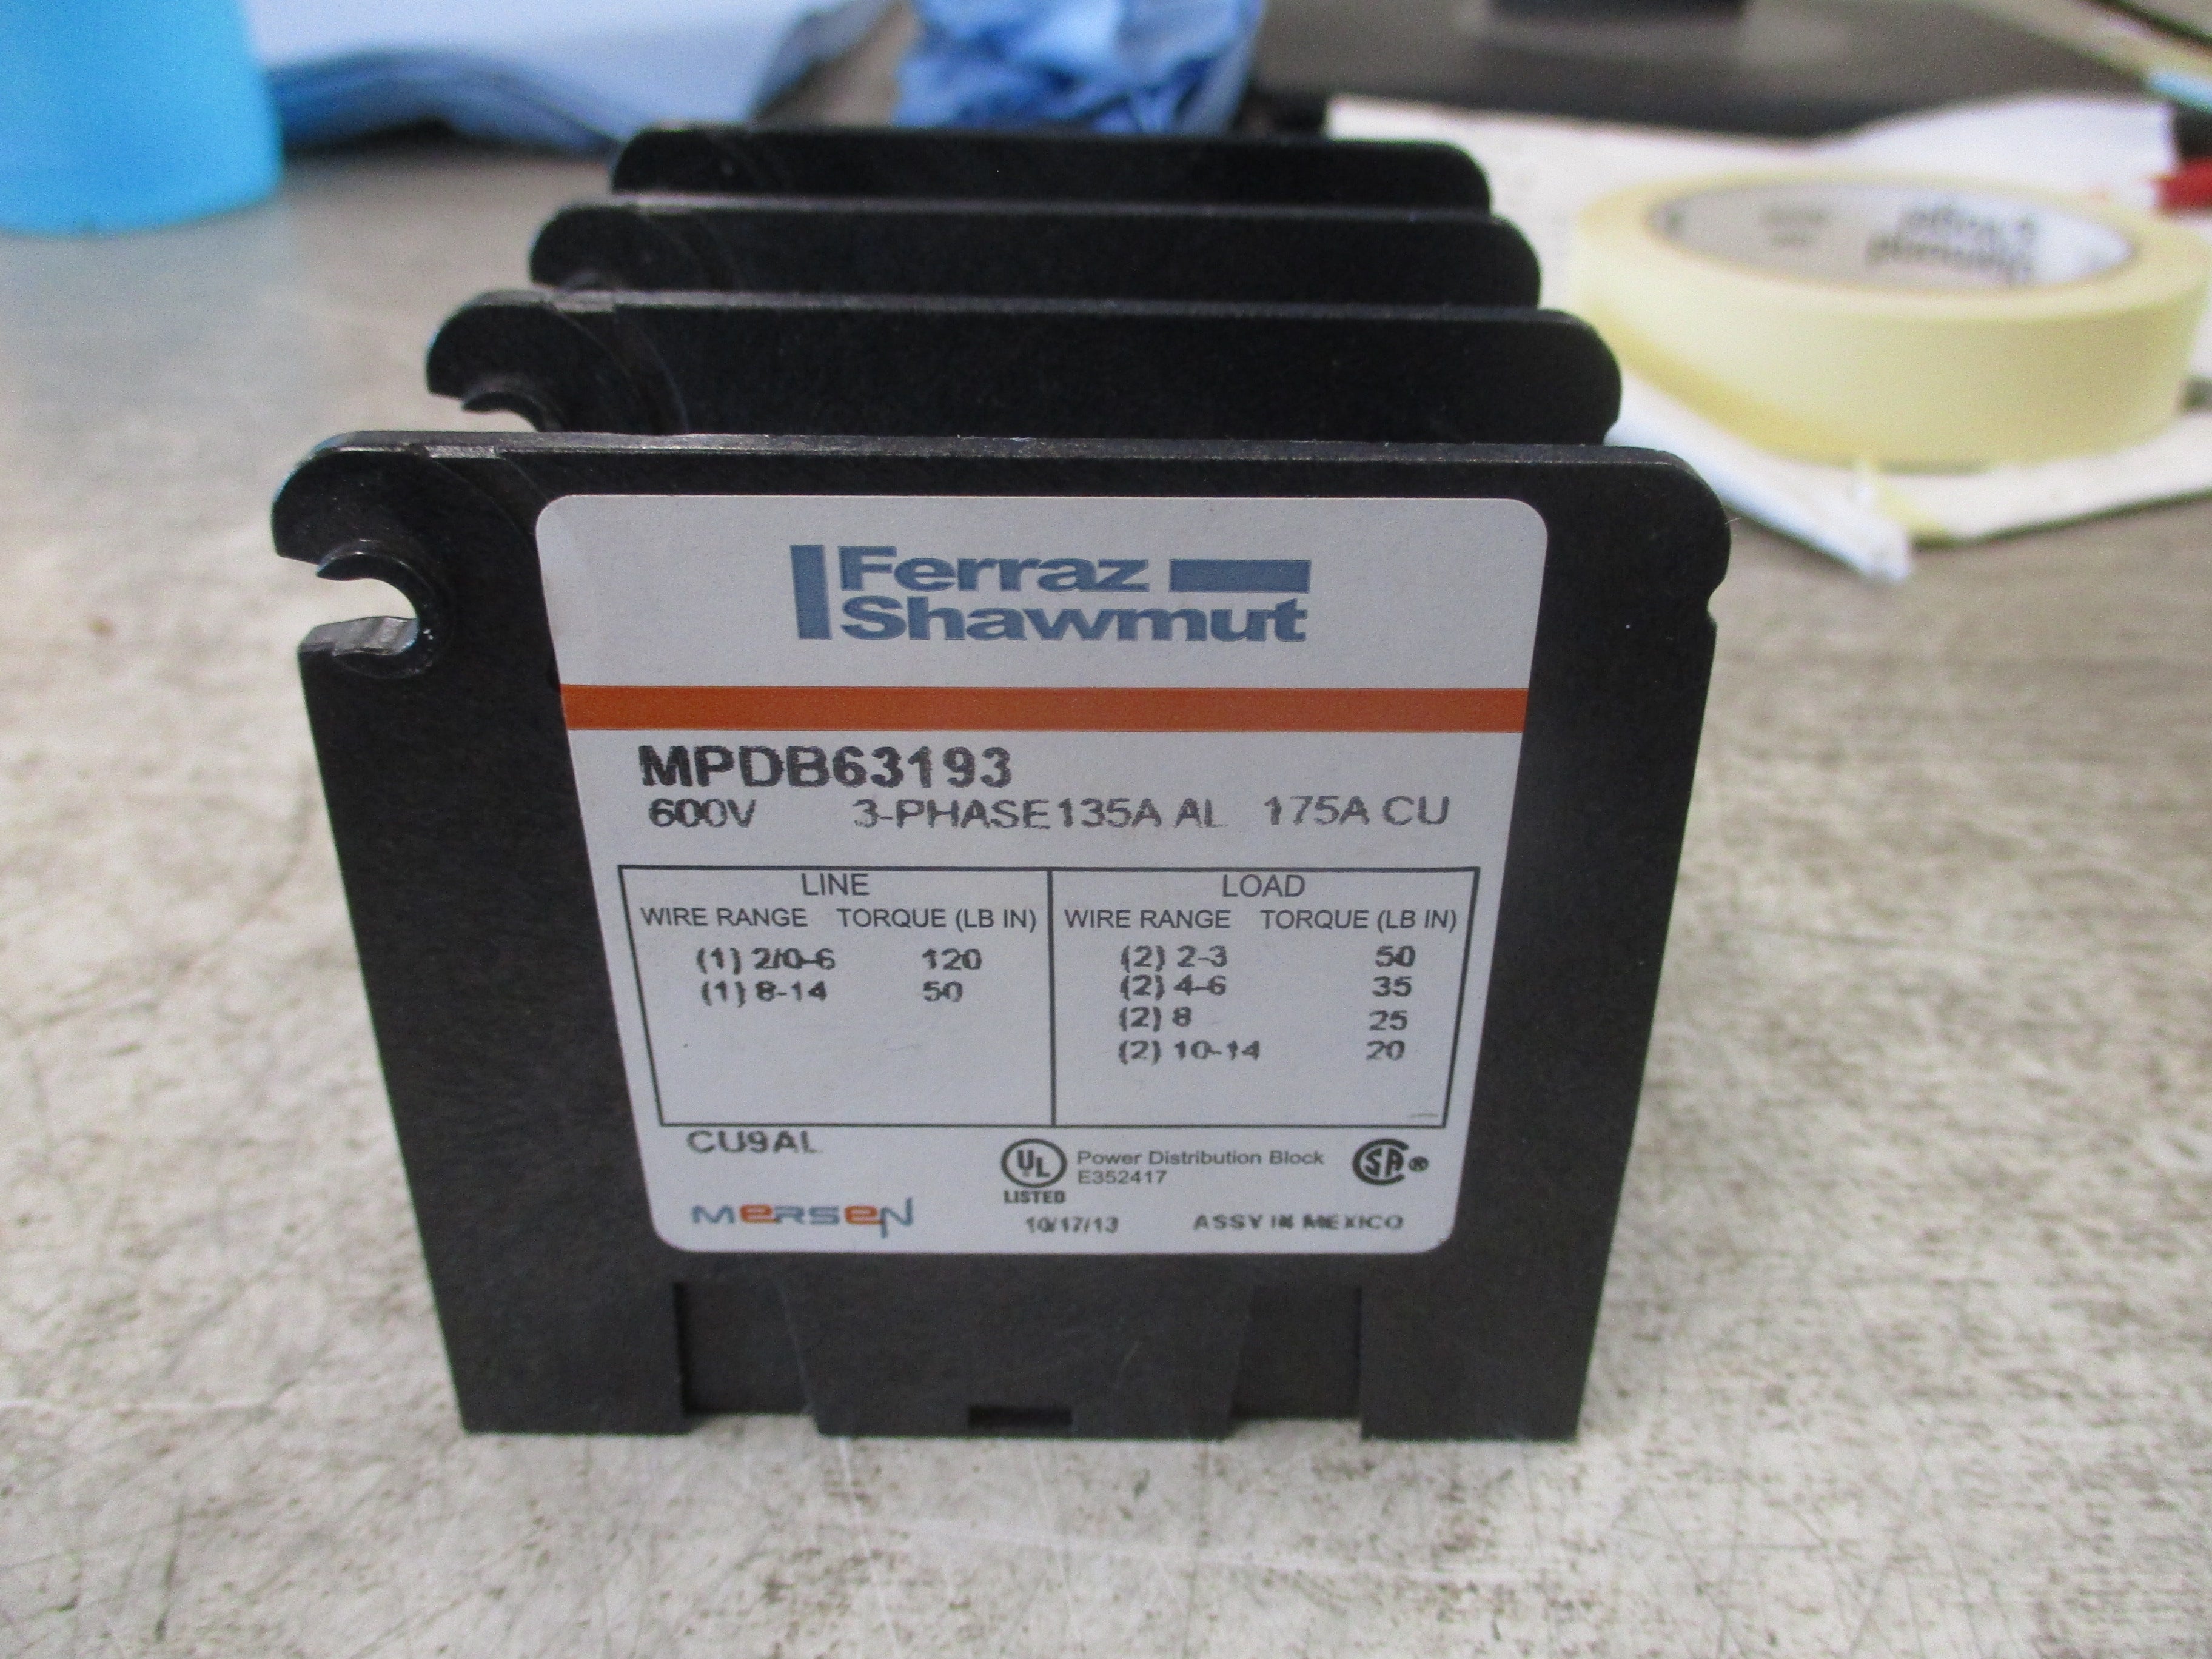 Ferraz
Shawmut
MPDB63193
600V 3-PHASE 135A AL 175A CU
LINE
WIRE RANGE TORQUE (LB IN)
(1) 2/0-6 120
(1) 8-14 50
LOAD
WIRE RANGE TORQUE (LB IN)
(2) 2-3 50
(2) 4-6 35
(2) 8 25
(2) 10-14 20
CU9AL
UL
LISTED
Power Distribution Block
E352417
SA®
MERSEN
10/17/13 ASSY IN MEXICO